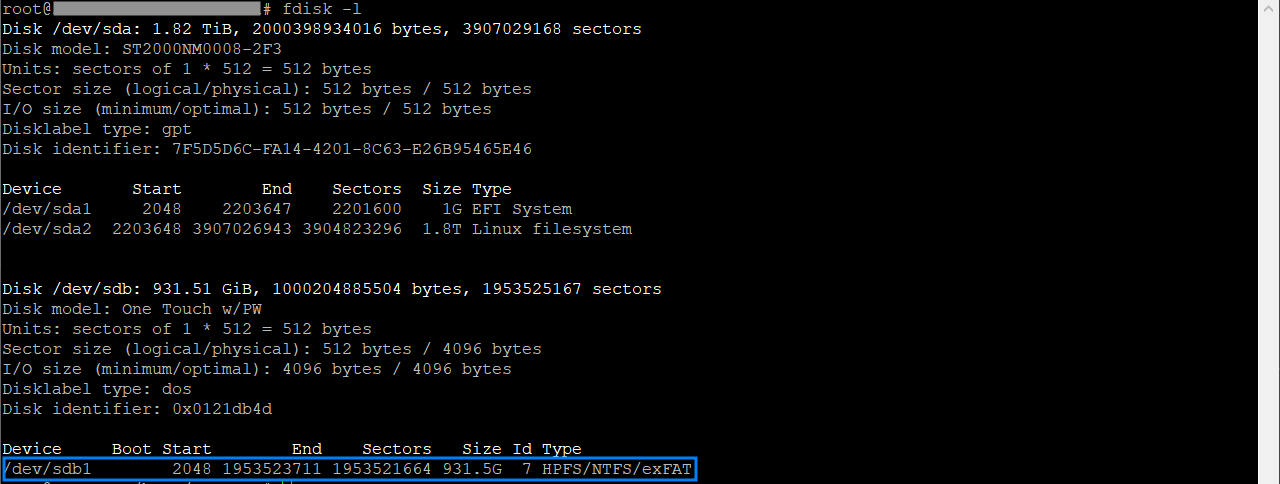 root@ # fdisk -l
Disk /dev/sda: 1.82 TiB, 2000398934016 bytes, 3907029168 sectors
Disk model: ST2000NM0008-2F3
Units: sectors of 1 * 512 = 512 bytes
Sector size (logical/physical): 512 bytes / 512 bytes
I/O size (minimum/optimal): 512 bytes / 512 bytes
Disklabel type: gpt
Disk identifier: 7F5D5D6C-FA14-4201-8C63-E26B95465E46
Device Start End Sectors Size Type
/dev/sda1 2048 2203647 2201600 1G EFI System
/dev/sda2 2203648 3907026943 3904823296 1.8T Linux filesystem
Disk /dev/sdb: 931.51 GiB, 1000204885504 bytes, 1953525167 sectors
Disk model: One Touch w/PW
Units: sectors of 1 * 512 = 512 bytes
Sector size (logical/physical): 512 bytes / 4096 bytes
I/O size (minimum/optimal): 4096 bytes / 4096 bytes
Disklabel type: dos
Disk identifier: 0x0121db4d
Device Boot Start End Sectors Size Id Type
/dev/sdb1 2048 1953523711 1953521664 931.5G 7 HPFS/NTFS/exFAT